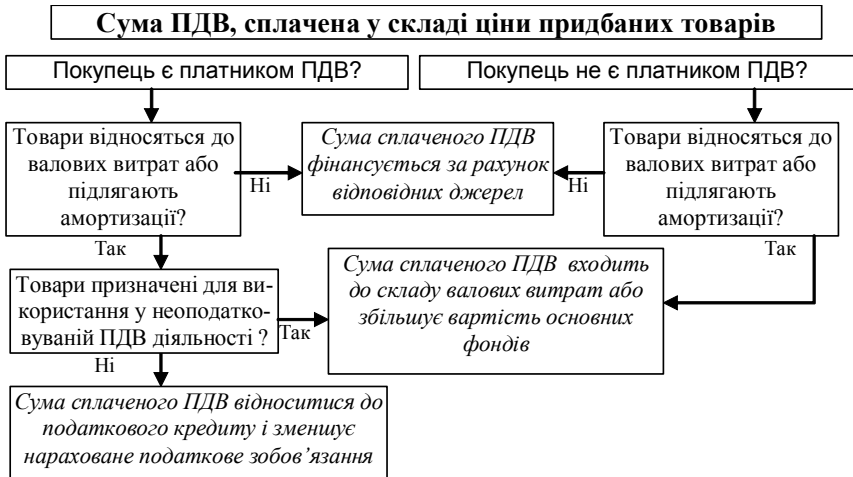 Сума ПДВ, сплачена у складі ціни придбаних товарів
Покупець є платником ПДВ?
Покупець не є платником ПДВ?
Товари відносяться до
валових витрат або
підлягають
амортизації?
Ні
Сума сплаченого ПДВ
фінансується за рахунок
відповідних джерел
Ні
Товари відносяться до
валових витрат або
підлягають
амортизації?
Так
Так
Товари призначені для ви-
користання у неоподатко-
вуваній ПДВ діяльності ?
Так
Сума сплаченого ПДВ входить
до складу валових витрат або
збільшує вартість основних
фондів
Ні
Сума сплаченого ПДВ відноситися до
податкового кредиту і зменшує
нараховане податкове зобов’язання